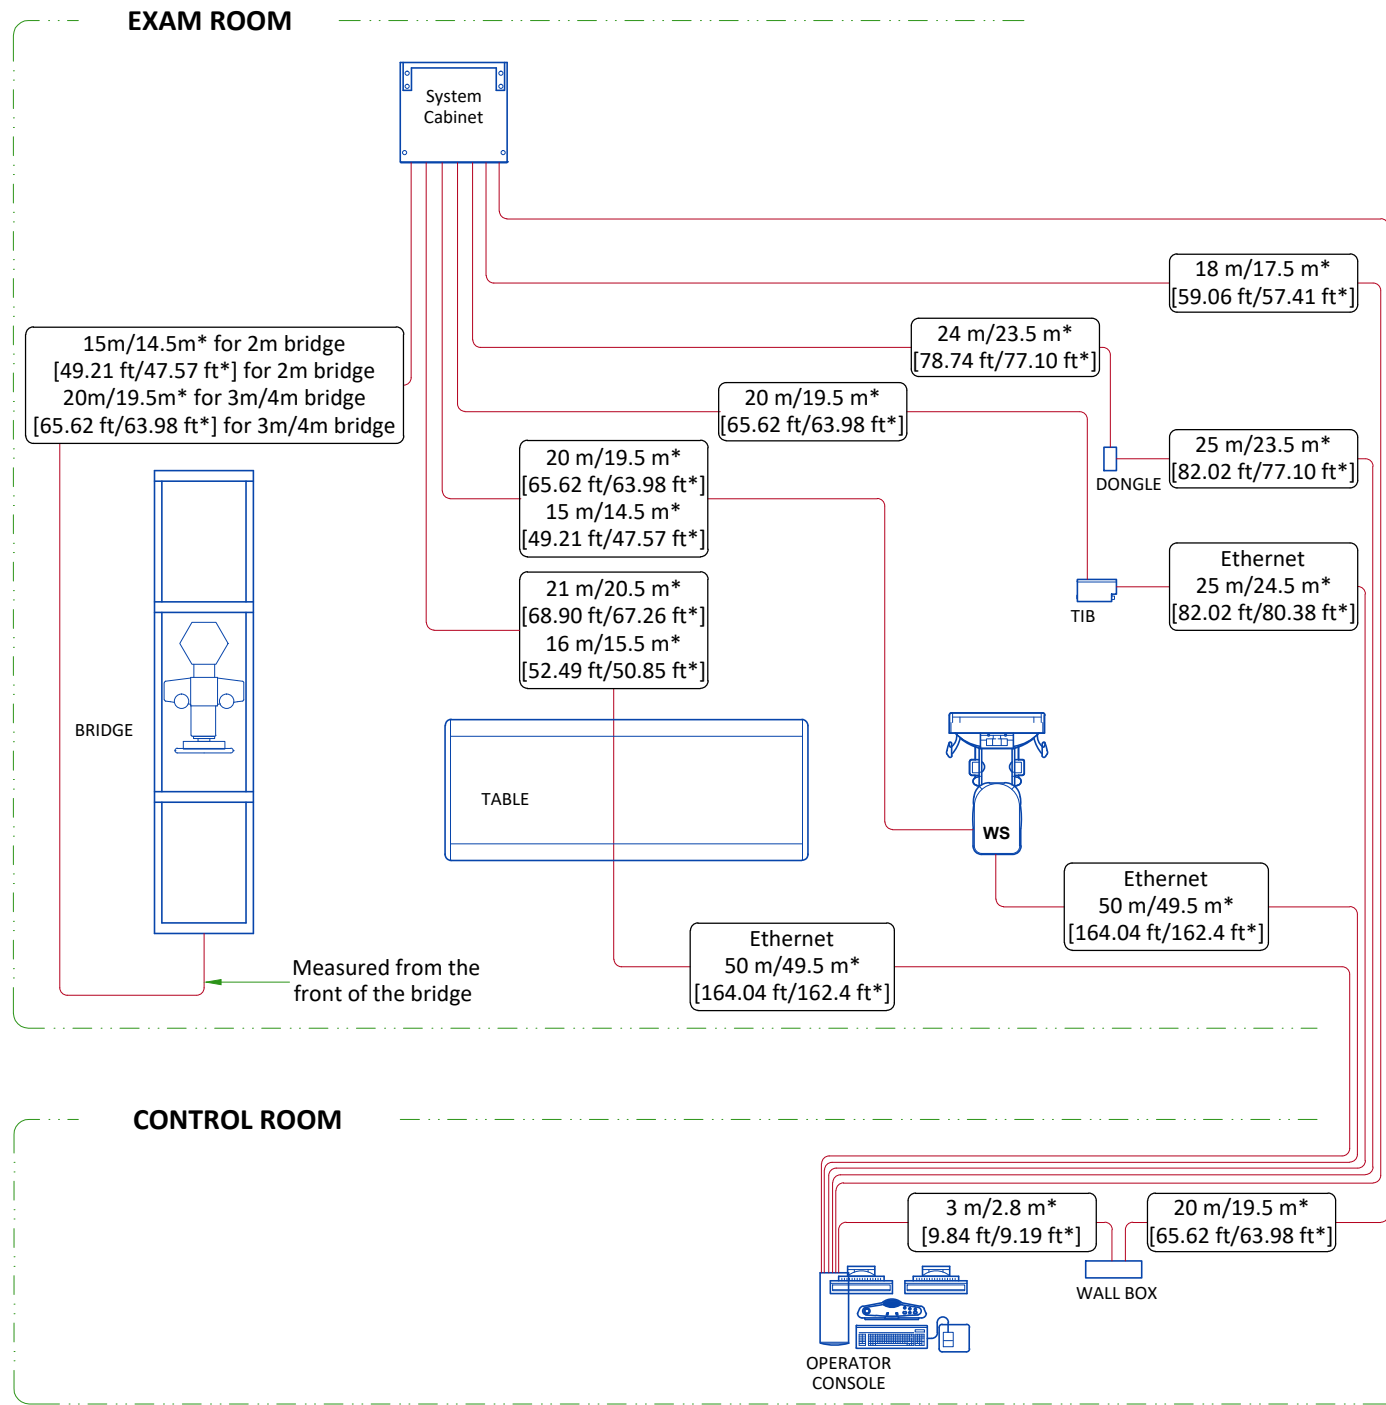 EXAM ROOM
System
Cabinet
18 m/17.5 m*
[59.06 ft/57.41 ft*]
24 m/23.5 m*
[78.74 ft/77.10 ft*]
15m/14.5m* for 2m bridge
[49.21 ft/47.57 ft*] for 2m bridge
20m/19.5m* for 3m/4m bridge
[65.62 ft/63.98 ft*] for 3m/4m bridge
20 m/19.5 m*
[65.62 ft/63.98 ft*]
25 m/23.5 m*
[82.02 ft/77.10 ft*]
DONGLE
20 m/19.5 m*
[65.62 ft/63.98 ft*]
15 m/14.5 m*
[49.21 ft/47.57 ft*]
Ethernet
25 m/24.5 m*
[82.02 ft/80.38 ft*]
TIB
21 m/20.5 m*
[68.90 ft/67.26 ft*]
16 m/15.5 m*
[52.49 ft/50.85 ft*]
BRIDGE
TABLE
WS
Ethernet
50 m/49.5 m*
[164.04 ft/162.4 ft*]
Ethernet
50 m/49.5 m*
[164.04 ft/162.4 ft*]
Measured from the
front of the bridge
CONTROL ROOM
3 m/2.8 m*
[9.84 ft/9.19 ft*]
20 m/19.5 m*
[65.62 ft/63.98 ft*]
WALL BOX
OPERATOR
CONSOLE